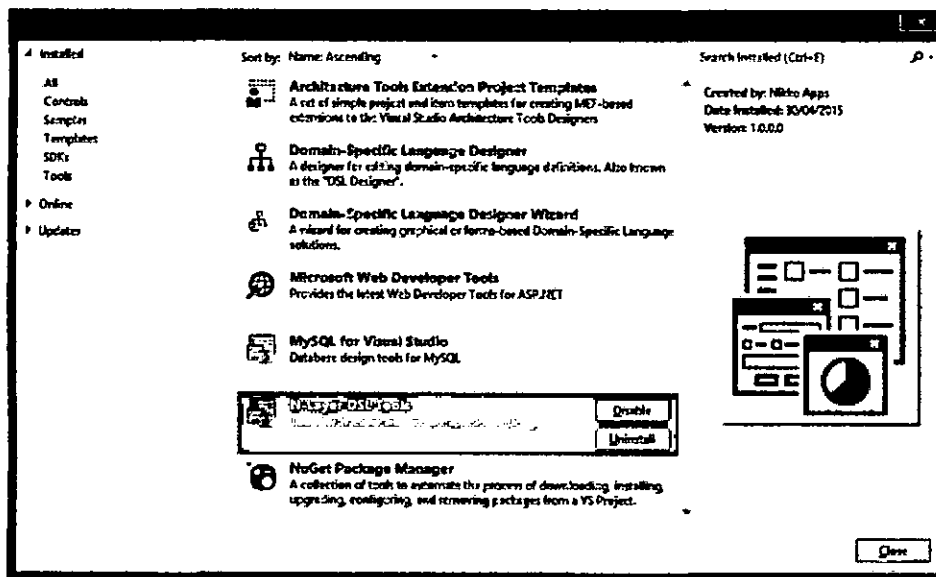 Installed
All
Controls
Samples
Templates
SDKs
Tools
Online
Updates
Sort by: Name: Ascending
Architecture Tools Extension Project Templates
A set of simple project and item templates for creating MEF-based
extensions to the Visual Studio Architecture Tools Designers
Domain-Specific Language Designer
A designer for editing domain-specific language definitions. Also known
as the "DSL Designer".
Domain-Specific Language Designer Wizard
A wizard for creating graphical or forms-based Domain-Specific Language
solutions.
Microsoft Web Developer Tools
Provides the latest Web Developer Tools for ASP.NET
MySQL for Visual Studio
Database design tools for MySQL
N-Layer DSL Tools
Disable
Uninstall
NuGet Package Manager
A collection of tools to automate the process of downloading, installing,
upgrading, configuring, and removing packages from a VS Project.
Search Installed (Ctrl+E)
Created by: Nikko Apps
Date Installed: 30/04/2015
Version: 1.0.0.0
Close